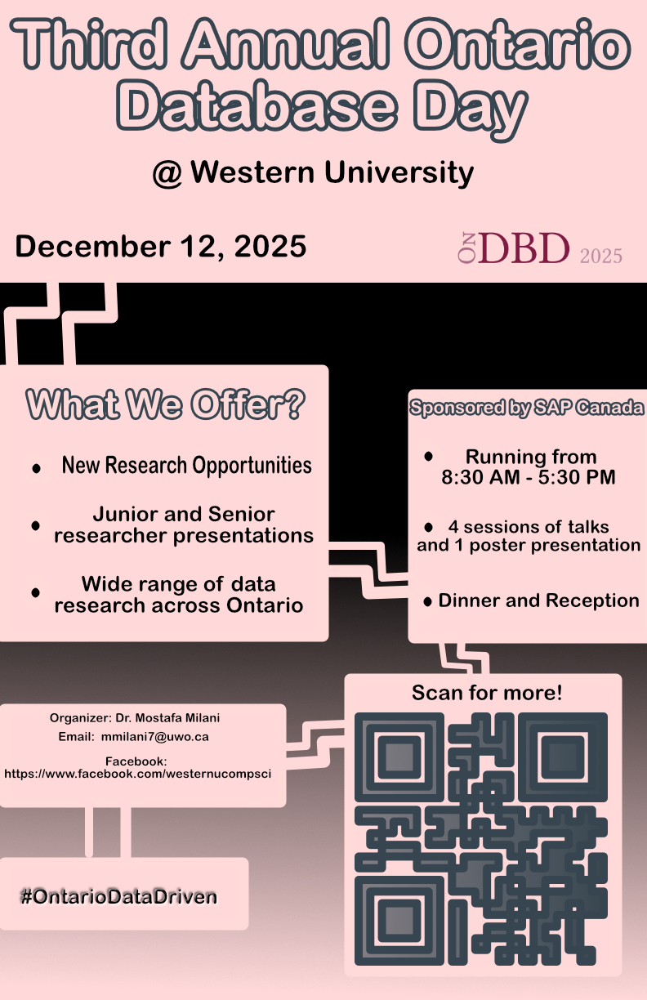 Third Annual Ontario
Database Day
@ Western University
December 12, 2025
ON DBD 2025
What We Offer?
• New Research Opportunities
• Junior and Senior
researcher presentations
• Wide range of data
research across Ontario
Sponsored by SAP Canada
• Running from
8:30 AM - 5:30 PM
• 4 sessions of talks
and 1 poster presentation
• Dinner and Reception
Scan for more!
Organizer: Dr. Mostafa Milani
Email: mmilani7@uwo.ca
Facebook:
https://www.facebook.com/westernucompsci
#OntarioDataDriven